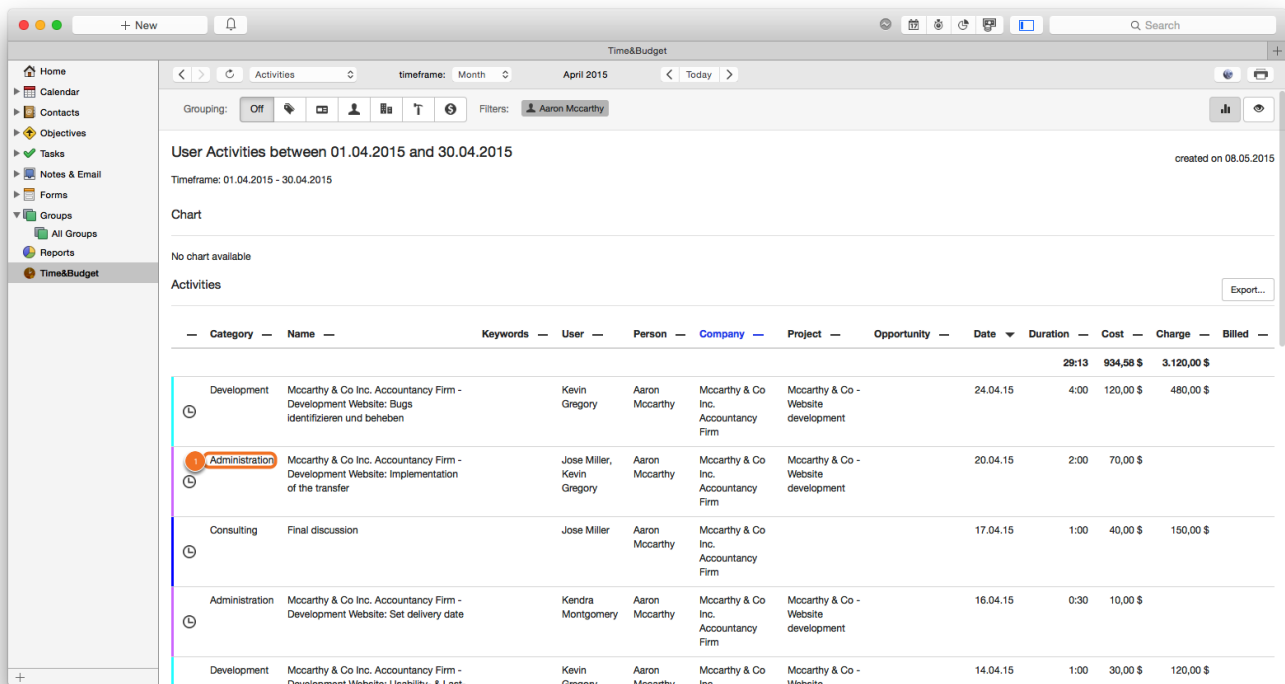 + New
Search
Time&Budget
Home
Calendar
Contacts
Objectives
Tasks
Notes & Email
Forms
Groups
All Groups
Reports
Time&Budget
Activities timeframe: Month April 2015 Today
Grouping: Off Filters: Aaron Mccarthy
User Activities between 01.04.2015 and 30.04.2015
created on 08.05.2015
Timeframe: 01.04.2015 - 30.04.2015
Chart
No chart available
Activities
Export...
— Category — Name — Keywords — User — Person — Company — Project — Opportunity — Date Duration — Cost — Charge — Billed —
29:13 934,58 $ 3.120,00 $
Development Mccarthy & Co Inc. Accountancy Firm - Kevin Aaron Mccarthy & Co Mccarthy & Co - 24.04.15 4:00 120,00 $ 480,00 $
Development Website: Bugs Gregory Mccarthy Inc. Website
identifizieren und beheben Accountancy development
Firm
1 Administration Mccarthy & Co Inc. Accountancy Firm - Jose Miller, Aaron Mccarthy & Co Mccarthy & Co - 20.04.15 2:00 70,00 $
Development Website: Implementation Kevin Mccarthy Inc. Website
of the transfer Gregory Accountancy development
Firm
Consulting Final discussion Jose Miller Aaron Mccarthy & Co 17.04.15 1:00 40,00 $ 150,00 $
Mccarthy Inc.
Accountancy
Firm
Administration Mccarthy & Co Inc. Accountancy Firm - Kendra Aaron Mccarthy & Co Mccarthy & Co - 16.04.15 0:30 10,00 $
Development Website: Set delivery date Montgomery Mccarthy Inc. Website
Accountancy development
Firm
Development Mccarthy & Co Inc. Accountancy Firm - Kevin Aaron Mccarthy & Co Mccarthy & Co - 14.04.15 1:00 30,00 $ 120,00 $
Development Website: Usability- & Last- Gregory Mccarthy Inc. Website